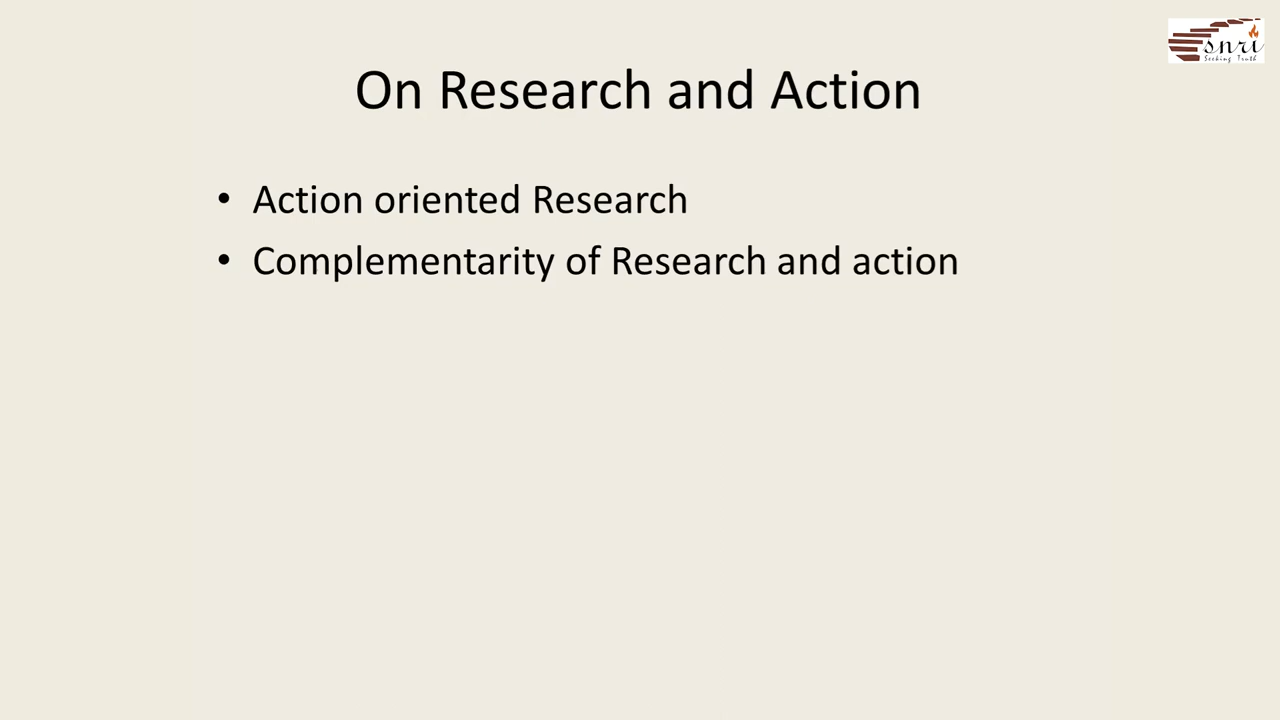 snri
Seeking Truth
On Research and Action
• Action oriented Research
• Complementarity of Research and action